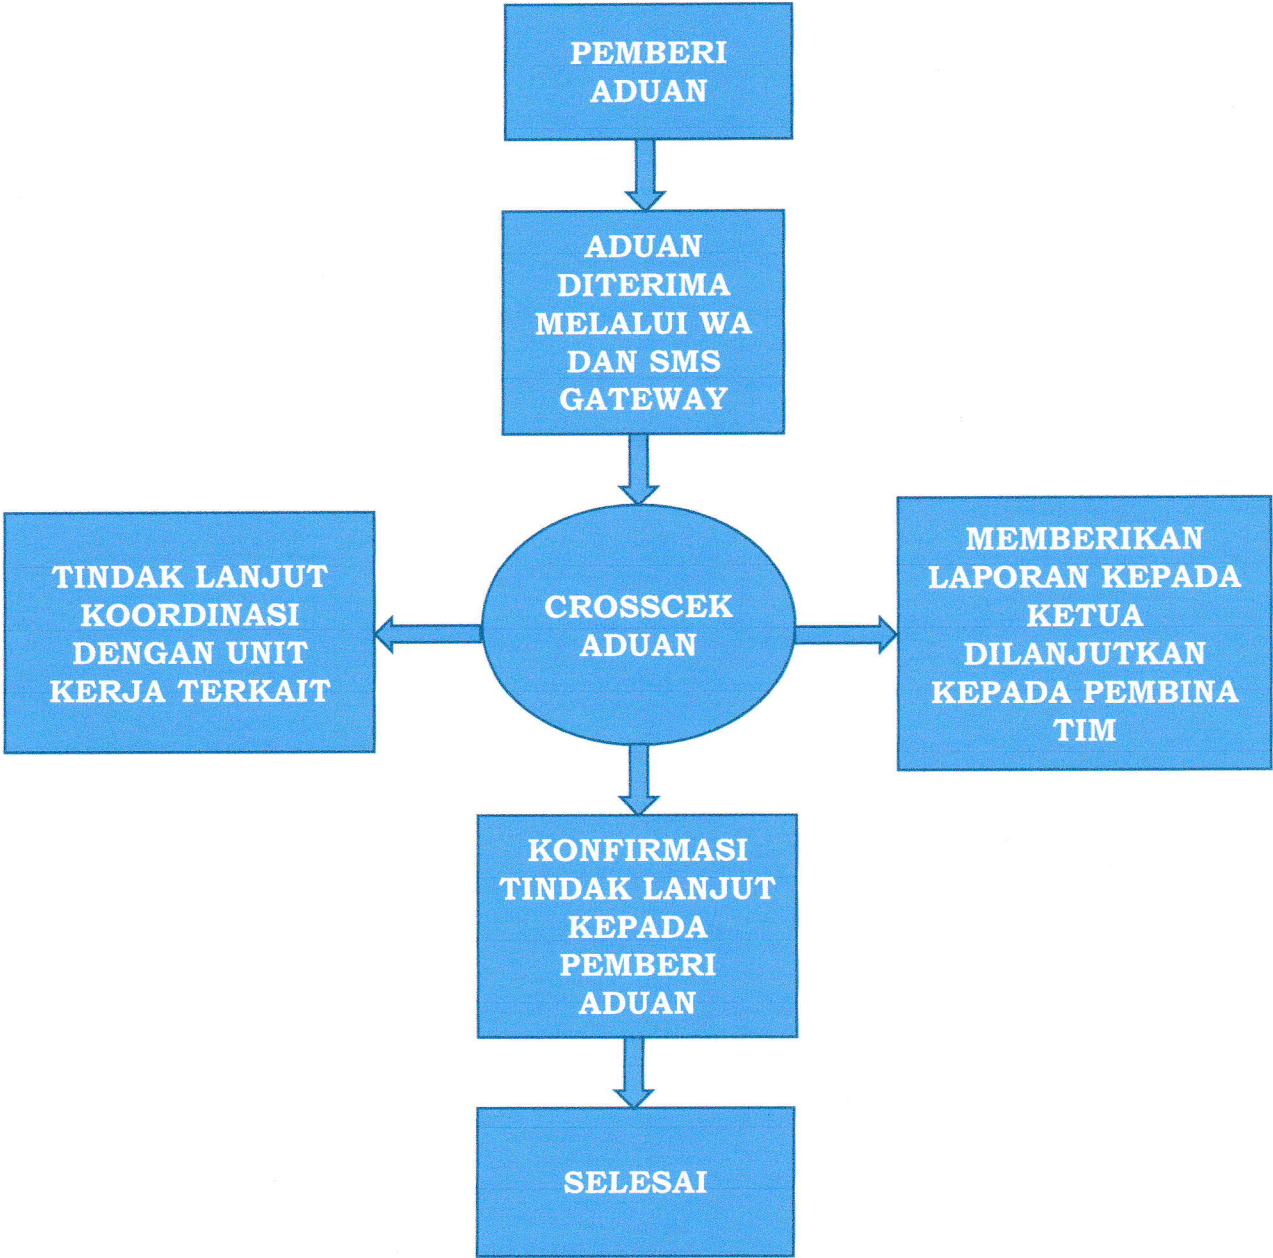 PEMBERI
ADUAN
ADUAN
DITERIMA
MELALUI WA
DAN SMS
GATEWAY
TINDAK LANJUT
KOORDINASI
DENGAN UNIT
KERJA TERKAIT
CROSSCEK
ADUAN
MEMBERIKAN
LAPORAN KEPADA
KETUA
DILANJUTKAN
KEPADA PEMBINA
TIM
KONFIRMASI
TINDAK LANJUT
KEPADA
PEMBERI
ADUAN
SELESAI